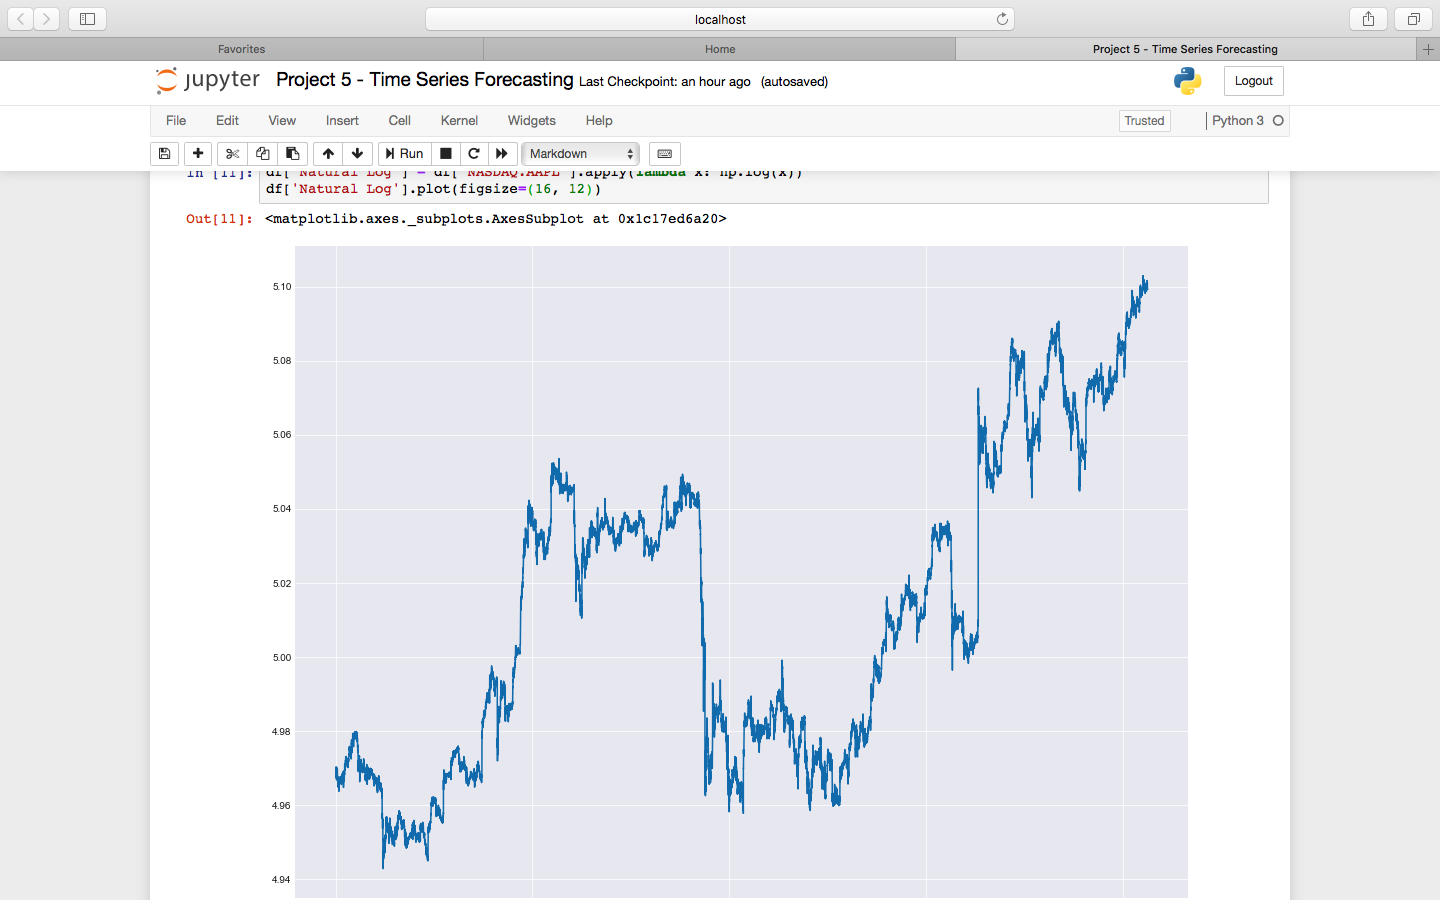 localhost
Favorites
Home
Project 5 - Time Series Forecasting
jupyter Project 5 - Time Series Forecasting Last Checkpoint: an hour ago (autosaved)
Logout
File Edit View Insert Cell Kernel Widgets Help
Trusted
Python 3
Run
Markdown
In [11]: df['Natural Log'] = df['NASDAQ.AAPL'].apply(lambda x: np.log(x))
df['Natural Log'].plot(figsize=(16, 12))
Out[11]: <matplotlib.axes._subplots.AxesSubplot at 0x1c17ed6a20>
5.10
5.08
5.06
5.04
5.02
5.00
4.98
4.96
4.94